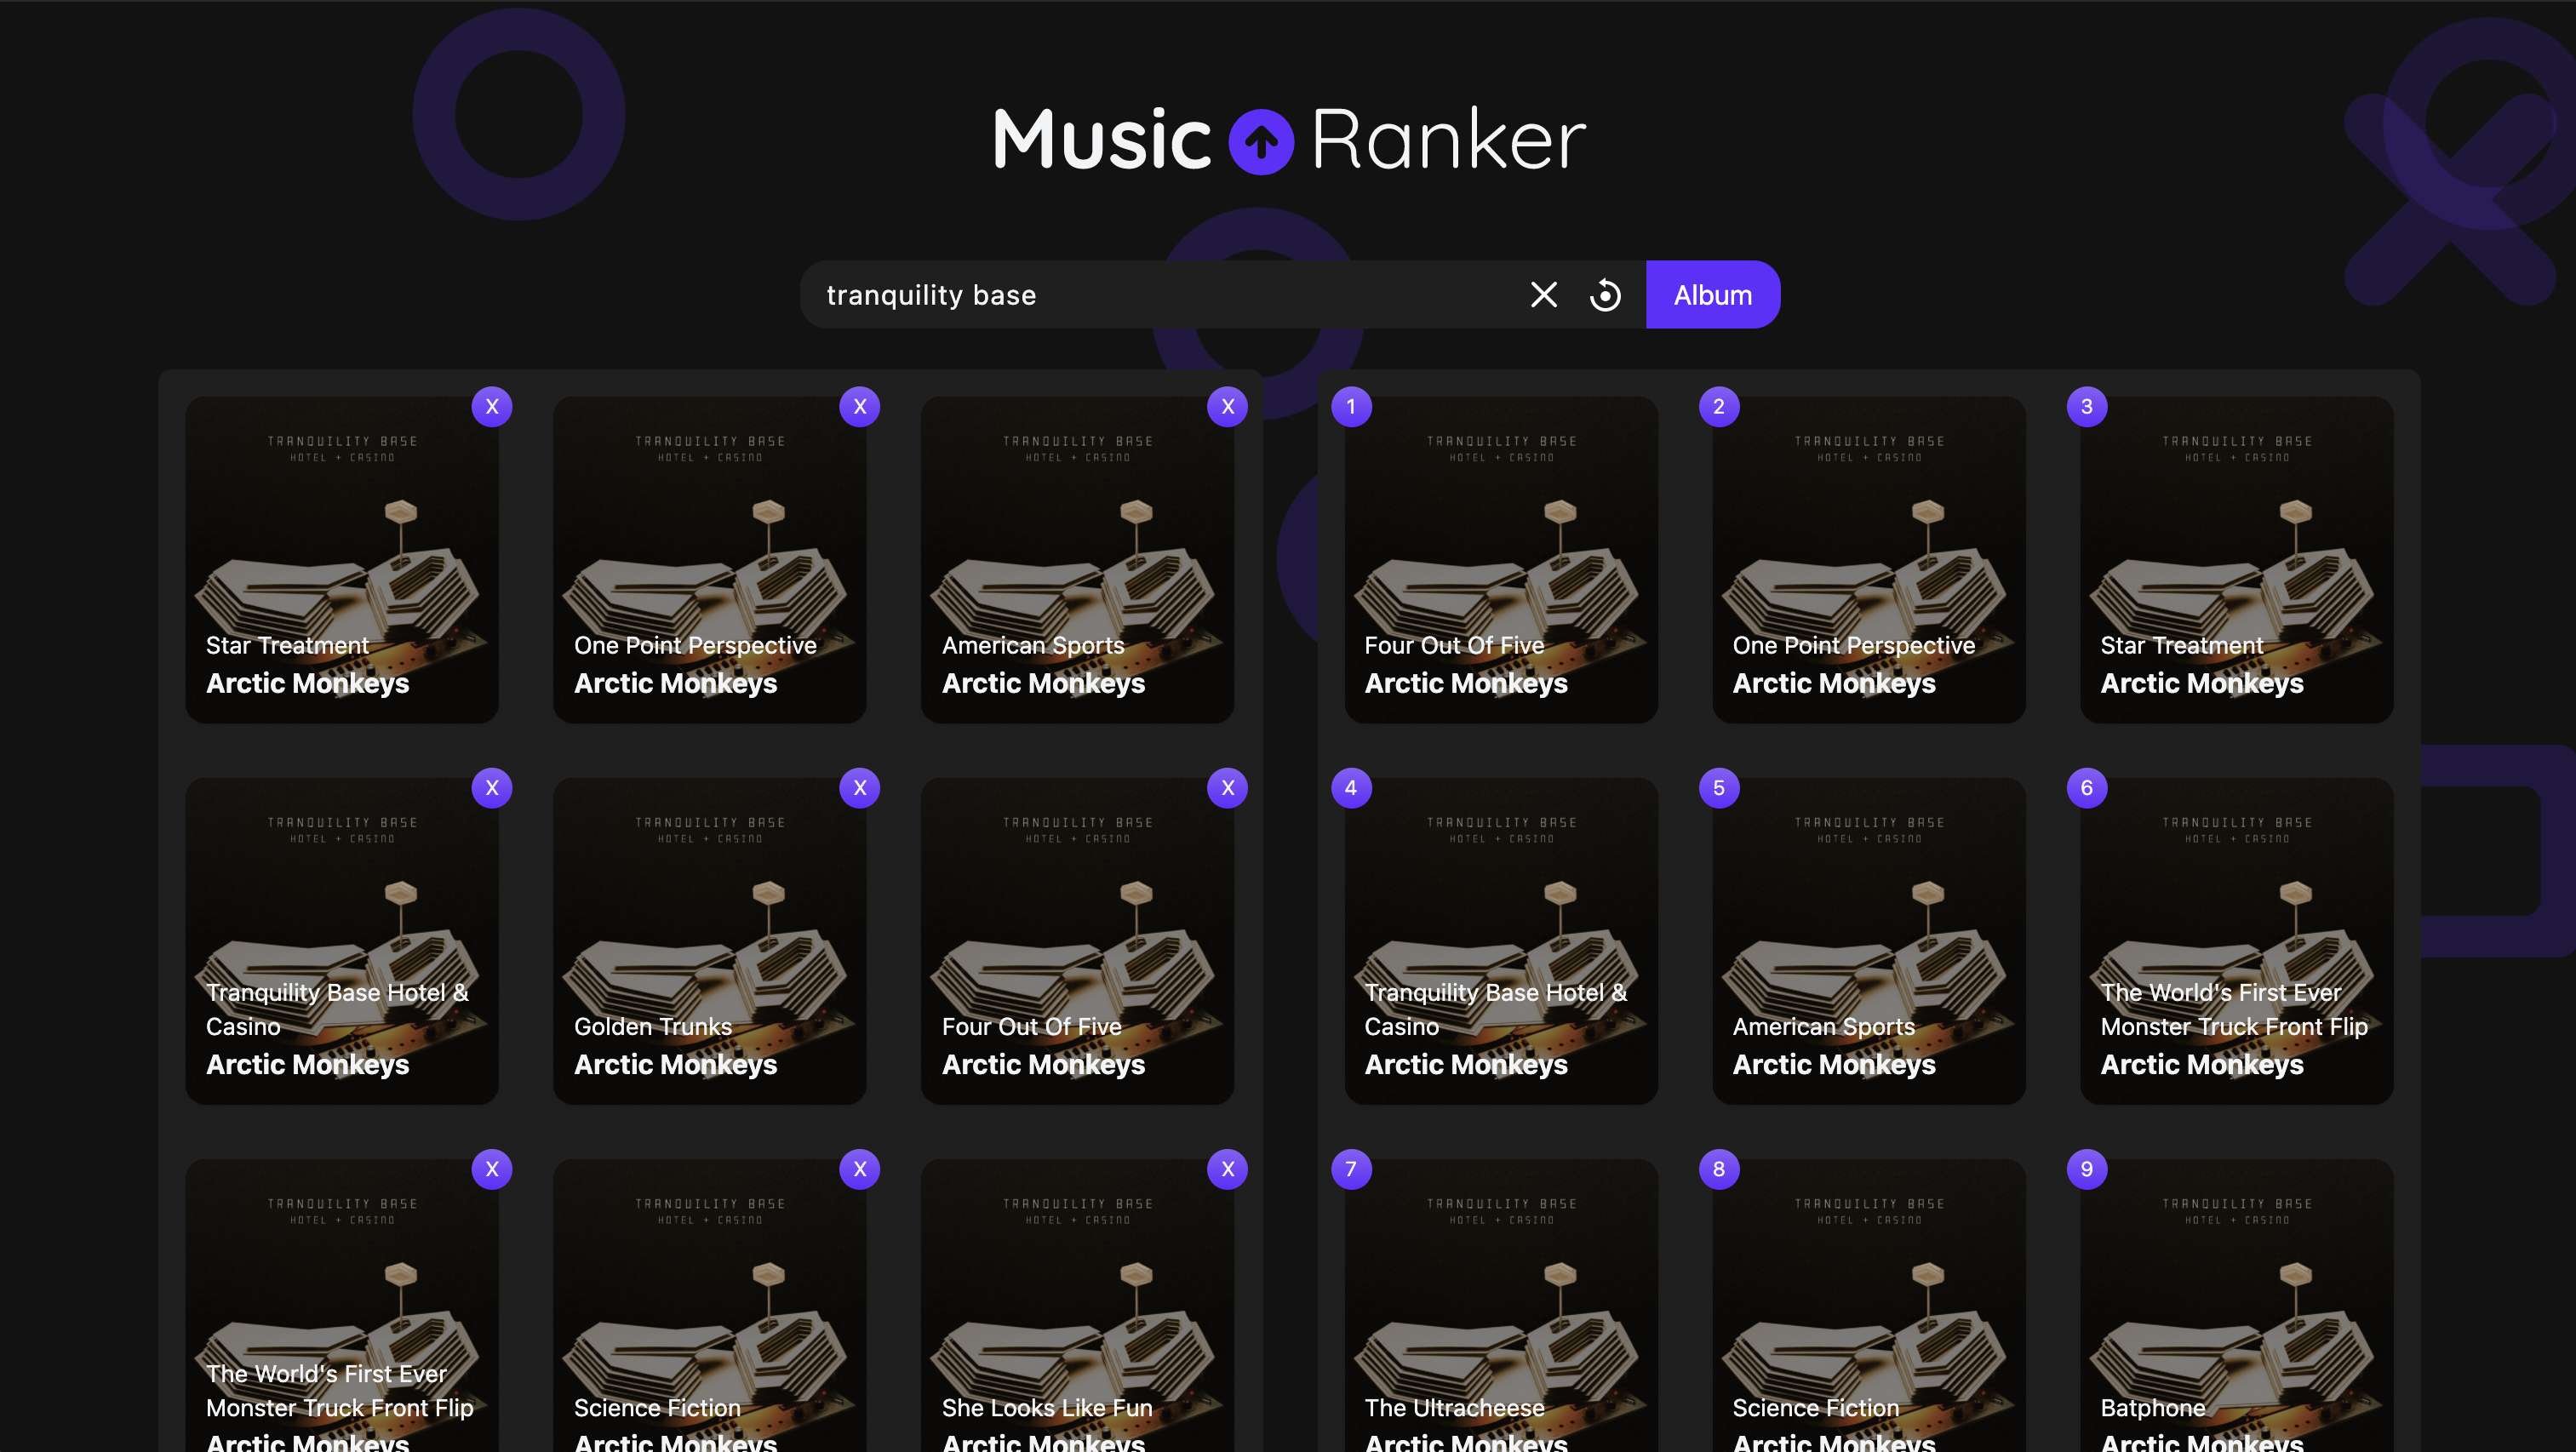 Music Ranker
tranquility base
Album
X
TRANQUILITY BASE
HOTEL + CASINO
Star Treatment
Arctic Monkeys
X
TRANQUILITY BASE
HOTEL + CASINO
One Point Perspective
Arctic Monkeys
X
TRANQUILITY BASE
HOTEL + CASINO
American Sports
Arctic Monkeys
X
TRANQUILITY BASE
HOTEL + CASINO
Tranquility Base Hotel &
Casino
Arctic Monkeys
X
TRANQUILITY BASE
HOTEL + CASINO
Golden Trunks
Arctic Monkeys
X
TRANQUILITY BASE
HOTEL + CASINO
Four Out Of Five
Arctic Monkeys
X
TRANQUILITY BASE
HOTEL + CASINO
The World's First Ever
Monster Truck Front Flip
Arctic Monkeys
X
TRANQUILITY BASE
HOTEL + CASINO
Science Fiction
Arctic Monkeys
X
TRANQUILITY BASE
HOTEL + CASINO
She Looks Like Fun
Arctic Monkeys
1
TRANQUILITY BASE
HOTEL + CASINO
Four Out Of Five
Arctic Monkeys
2
TRANQUILITY BASE
HOTEL + CASINO
One Point Perspective
Arctic Monkeys
3
TRANQUILITY BASE
HOTEL + CASINO
Star Treatment
Arctic Monkeys
4
TRANQUILITY BASE
HOTEL + CASINO
Tranquility Base Hotel &
Casino
Arctic Monkeys
5
TRANQUILITY BASE
HOTEL + CASINO
American Sports
Arctic Monkeys
6
TRANQUILITY BASE
HOTEL + CASINO
The World's First Ever
Monster Truck Front Flip
Arctic Monkeys
7
TRANQUILITY BASE
HOTEL + CASINO
The Ultracheese
Arctic Monkeys
8
TRANQUILITY BASE
HOTEL + CASINO
Science Fiction
Arctic Monkeys
9
TRANQUILITY BASE
HOTEL + CASINO
Batphone
Arctic Monkeys